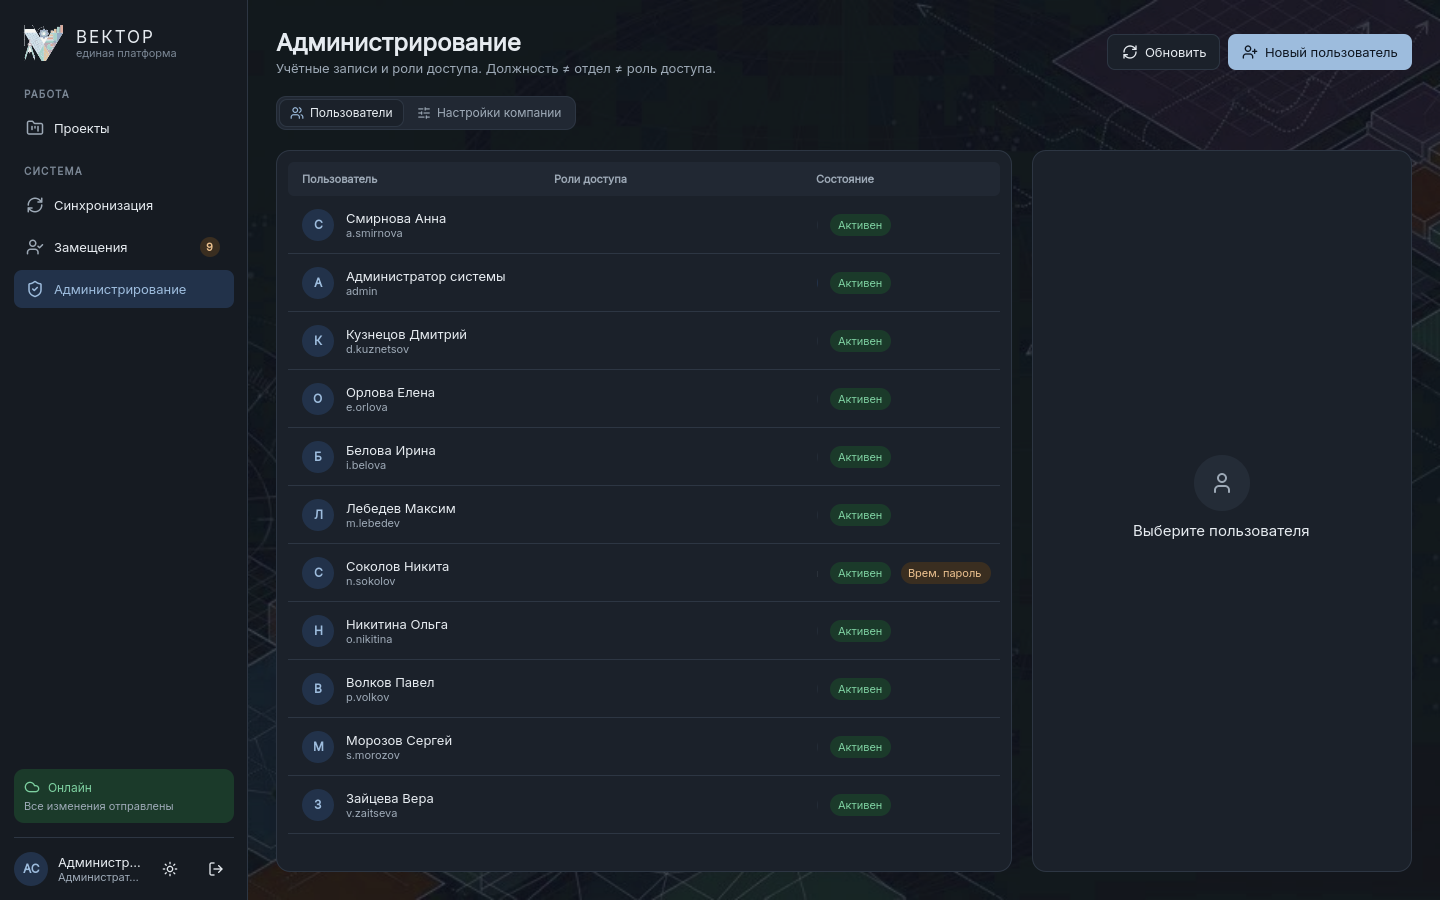 ВЕКТОР
единая платформа
РАБОТА
Проекты
СИСТЕМА
Синхронизация
Замещения 9
Администрирование
Онлайн
Все изменения отправлены
АС
Администр...
Администрат...
Администрирование
Учётные записи и роли доступа. Должность ≠ отдел ≠ роль доступа.
Обновить
Новый пользователь
Пользователи
Настройки компании
Пользователь Роли доступа Состояние
С Смирнова Анна Активен
a.smirnova
А Администратор системы Активен
admin
К Кузнецов Дмитрий Активен
d.kuznetsov
О Орлова Елена Активен
e.orlova
Б Белова Ирина Активен
i.belova
Л Лебедев Максим Активен
m.lebedev
С Соколов Никита Активен Врем. пароль
n.sokolov
Н Никитина Ольга Активен
o.nikitina
В Волков Павел Активен
p.volkov
М Морозов Сергей Активен
s.morozov
З Зайцева Вера Активен
v.zaitseva
Выберите пользователя